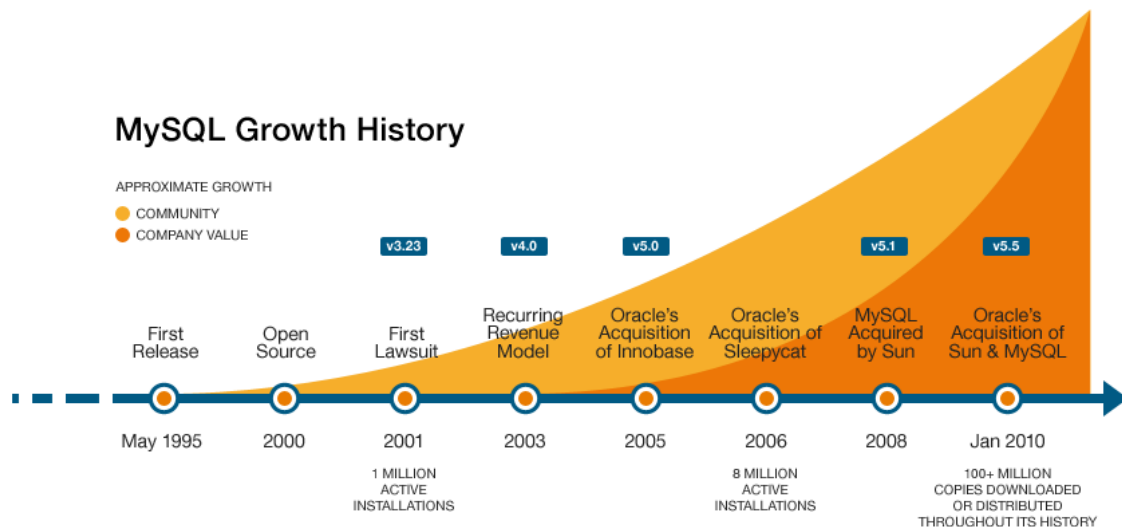 MySQL Growth History
APPROXIMATE GROWTH
COMMUNITY
COMPANY VALUE
v3.23
v4.0
v5.0
v5.1
v5.5
First
Release
Open
Source
First
Lawsuit
Recurring
Revenue
Model
Oracle's
Acquisition
of Innobase
Oracle's
Acquisition of
Sleepycat
MySQL
Acquired
by Sun
Oracle's
Acquisition of
Sun & MySQL
May 1995
2000
2001
2003
2005
2006
2008
Jan 2010
1 MILLION
ACTIVE
INSTALLATIONS
8 MILLION
ACTIVE
INSTALLATIONS
100+ MILLION
COPIES DOWNLOADED
OR DISTRIBUTED
THROUGHOUT ITS HISTORY